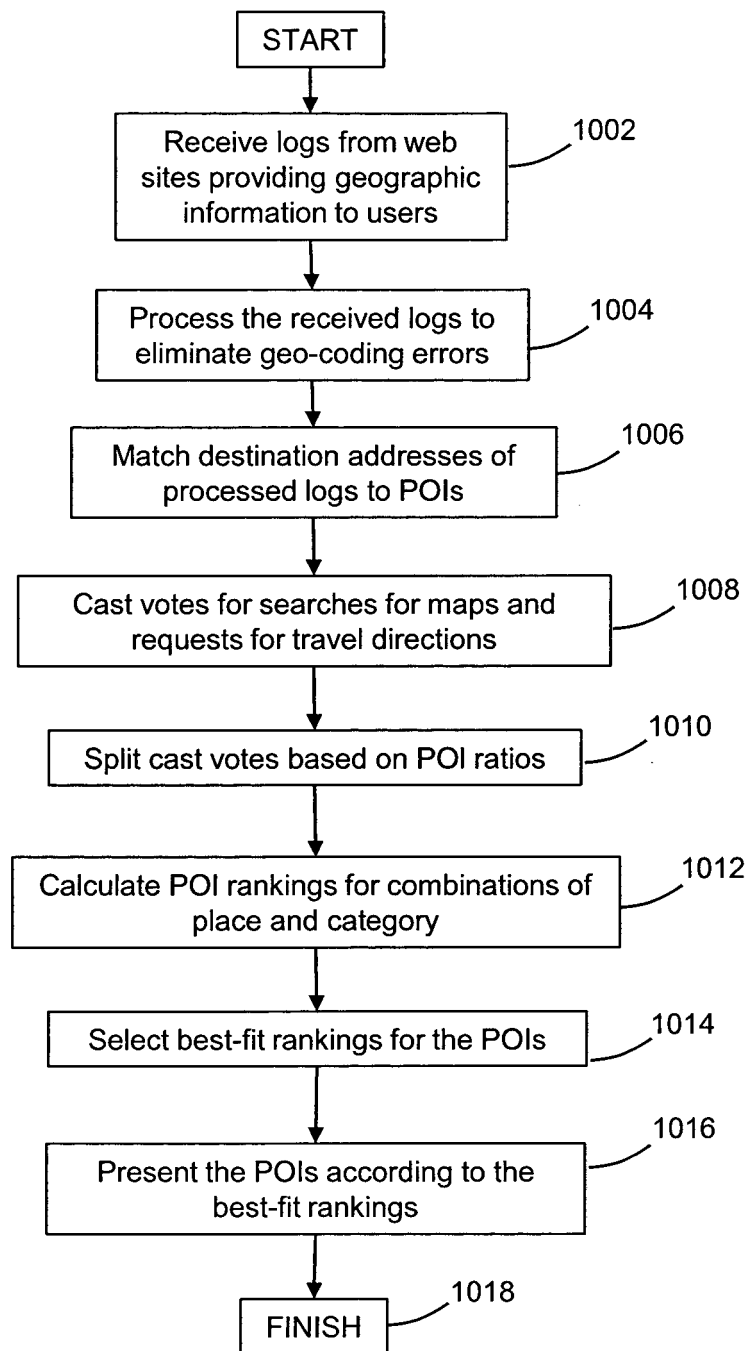 START
Receive logs from web
sites providing geographic
information to users
1002
Process the received logs to
eliminate geo-coding errors
1004
Match destination addresses of
processed logs to POIs
1006
Cast votes for searches for maps and
requests for travel directions
1008
Split cast votes based on POI ratios
1010
Calculate POI rankings for combinations of
place and category
1012
Select best-fit rankings for the POIs
1014
Present the POIs according to the
best-fit rankings
1016
FINISH
1018